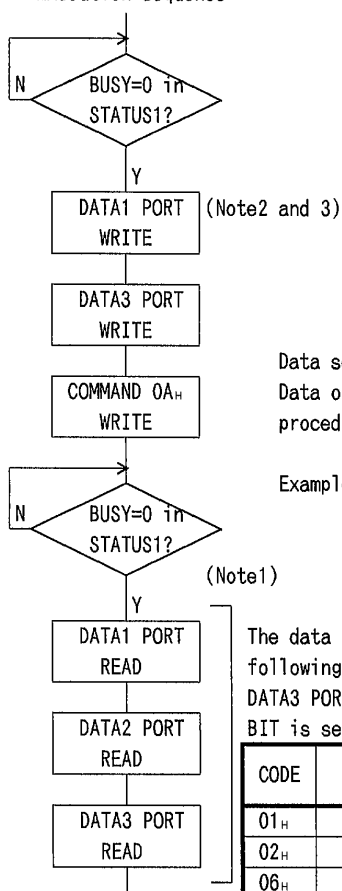 N
BUSY=0 in
STATUS1?
Y
DATA1 PORT
WRITE
(Note2 and 3)
DATA3 PORT
WRITE
COMMAND 0AH
WRITE
Data
Data
proced
Exampl
N
BUSY=0 in
STATUS1?
(Note1)
Y
DATA1 PORT
READ
DATA2 PORT
READ
DATA3 PORT
READ
The data
following
DATA3 POR
BIT is se
CODE
01H
02H
06H